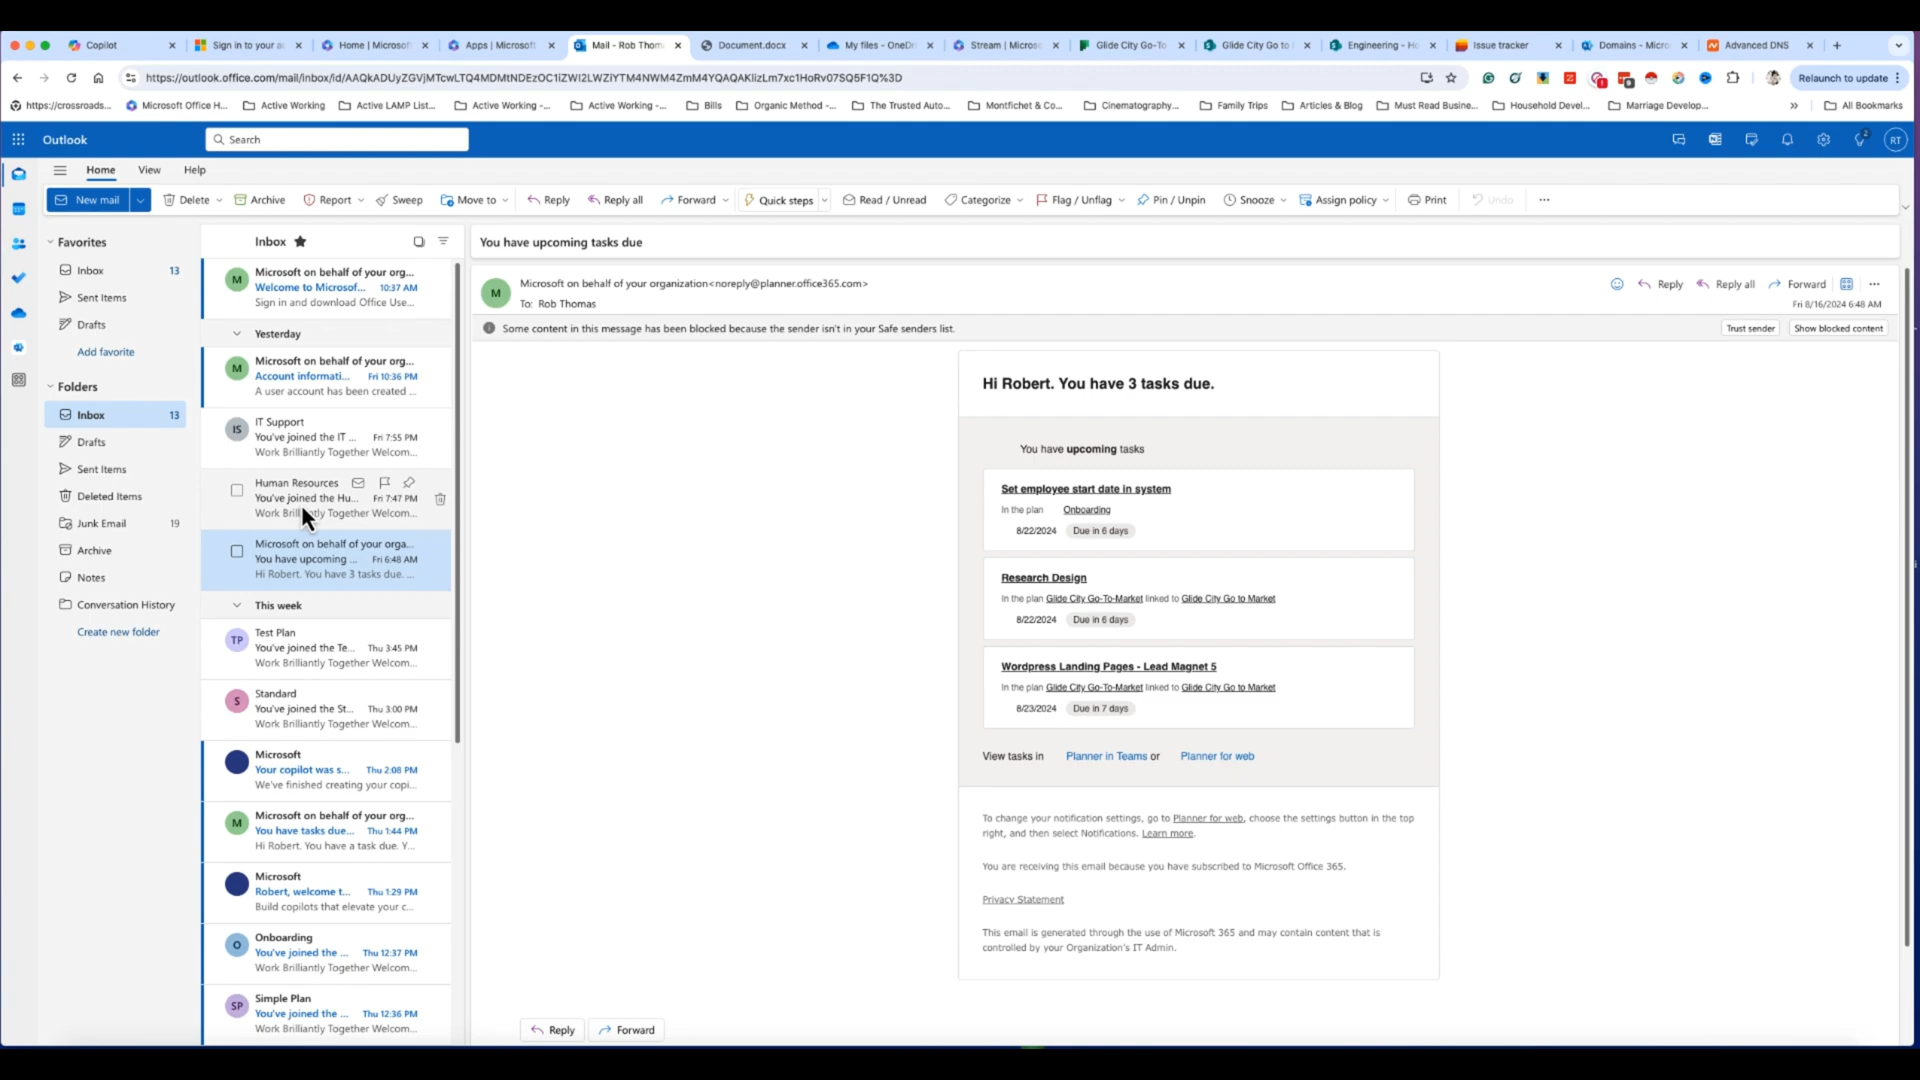 Copilot
Sign in to your ac
Home | Microsof
Apps | Microsoft
Mail - Rob Thom
Document.docx
My files - OneDri
Stream | Micros
Glide City Go-To
Glide City Go to
Engineering - Ho
Issue tracker
Domains - Micro
Advanced DNS
Relaunch to update
https://crossroads...
Microsoft Office H...
Active Working
Active LAMP List...
Active Working -...
Active Working -...
Bills
Organic Method -...
The Trusted Auto...
Montfichet & Co...
Cinematography...
Family Trips
Articles & Blog
Must Read Busine...
Household Devel...
Marriage Develop...
All Bookmarks
Outlook
Search
2
RT
Home
View
Help
New mail
Delete
Archive
Report
Sweep
Move to
Reply
Reply all
Forward
Quick steps
Read / Unread
Categorize
Flag / Unflag
Pin / Unpin
Snooze
Assign policy
Print
Undo
Favorites
Inbox 13
Sent Items
Drafts
Add favorite
Folders
Inbox 13
Drafts
Sent Items
Deleted Items
Junk Email 19
Archive
Notes
Conversation History
Create new folder
Inbox
M
Microsoft on behalf of your org...
Welcome to Microsof... 10:37 AM
Sign in and download Office Use...
Yesterday
M
Microsoft on behalf of your org...
Account informati... Fri 10:36 PM
A user account has been created ...
IS
IT Support
You've joined the IT ... Fri 7:55 PM
Work Brilliantly Together Welcom...
Human Resources
You've joined the Hu... Fri 7:47 PM
Work Brilliantly Together Welcom...
Microsoft on behalf of your orga...
You have upcoming ... Fri 6:48 AM
Hi Robert. You have 3 tasks due. ...
This week
TP
Test Plan
You've joined the Te... Thu 3:45 PM
Work Brilliantly Together Welcom...
S
Standard
You've joined the St... Thu 3:00 PM
Work Brilliantly Together Welcom...
Microsoft
Your copilot was s... Thu 2:08 PM
We've finished creating your copi...
M
Microsoft on behalf of your org...
You have tasks due... Thu 1:44 PM
Hi Robert. You have a task due. Y...
Microsoft
Robert, welcome t... Thu 1:29 PM
Build copilots that elevate your c...
O
Onboarding
You've joined the ... Thu 12:37 PM
Work Brilliantly Together Welcom...
SP
Simple Plan
You've joined the ... Thu 12:36 PM
Work Brilliantly Together Welcom...
You have upcoming tasks due
M
Microsoft on behalf of your organization<noreply@planner.office365.com>
To: Rob Thomas
Reply
Reply all
Forward
Fri 8/16/2024 6:48 AM
Some content in this message has been blocked because the sender isn't in your Safe senders list.
Trust sender
Show blocked content
Hi Robert. You have 3 tasks due.
You have upcoming tasks
Set employee start date in system
In the plan Onboarding
8/22/2024 Due in 6 days
Research Design
In the plan Glide City Go-To-Market linked to Glide City Go to Market
8/22/2024 Due in 6 days
Wordpress Landing Pages - Lead Magnet 5
In the plan Glide City Go-To-Market linked to Glide City Go to Market
8/23/2024 Due in 7 days
View tasks in Planner in Teams or Planner for web
To change your notification settings, go to Planner for web, choose the settings button in the top
right, and then select Notifications. Learn more.
You are receiving this email because you have subscribed to Microsoft Office 365.
Privacy Statement
This email is generated through the use of Microsoft 365 and may contain content that is
controlled by your Organization's IT Admin.
Reply
Forward